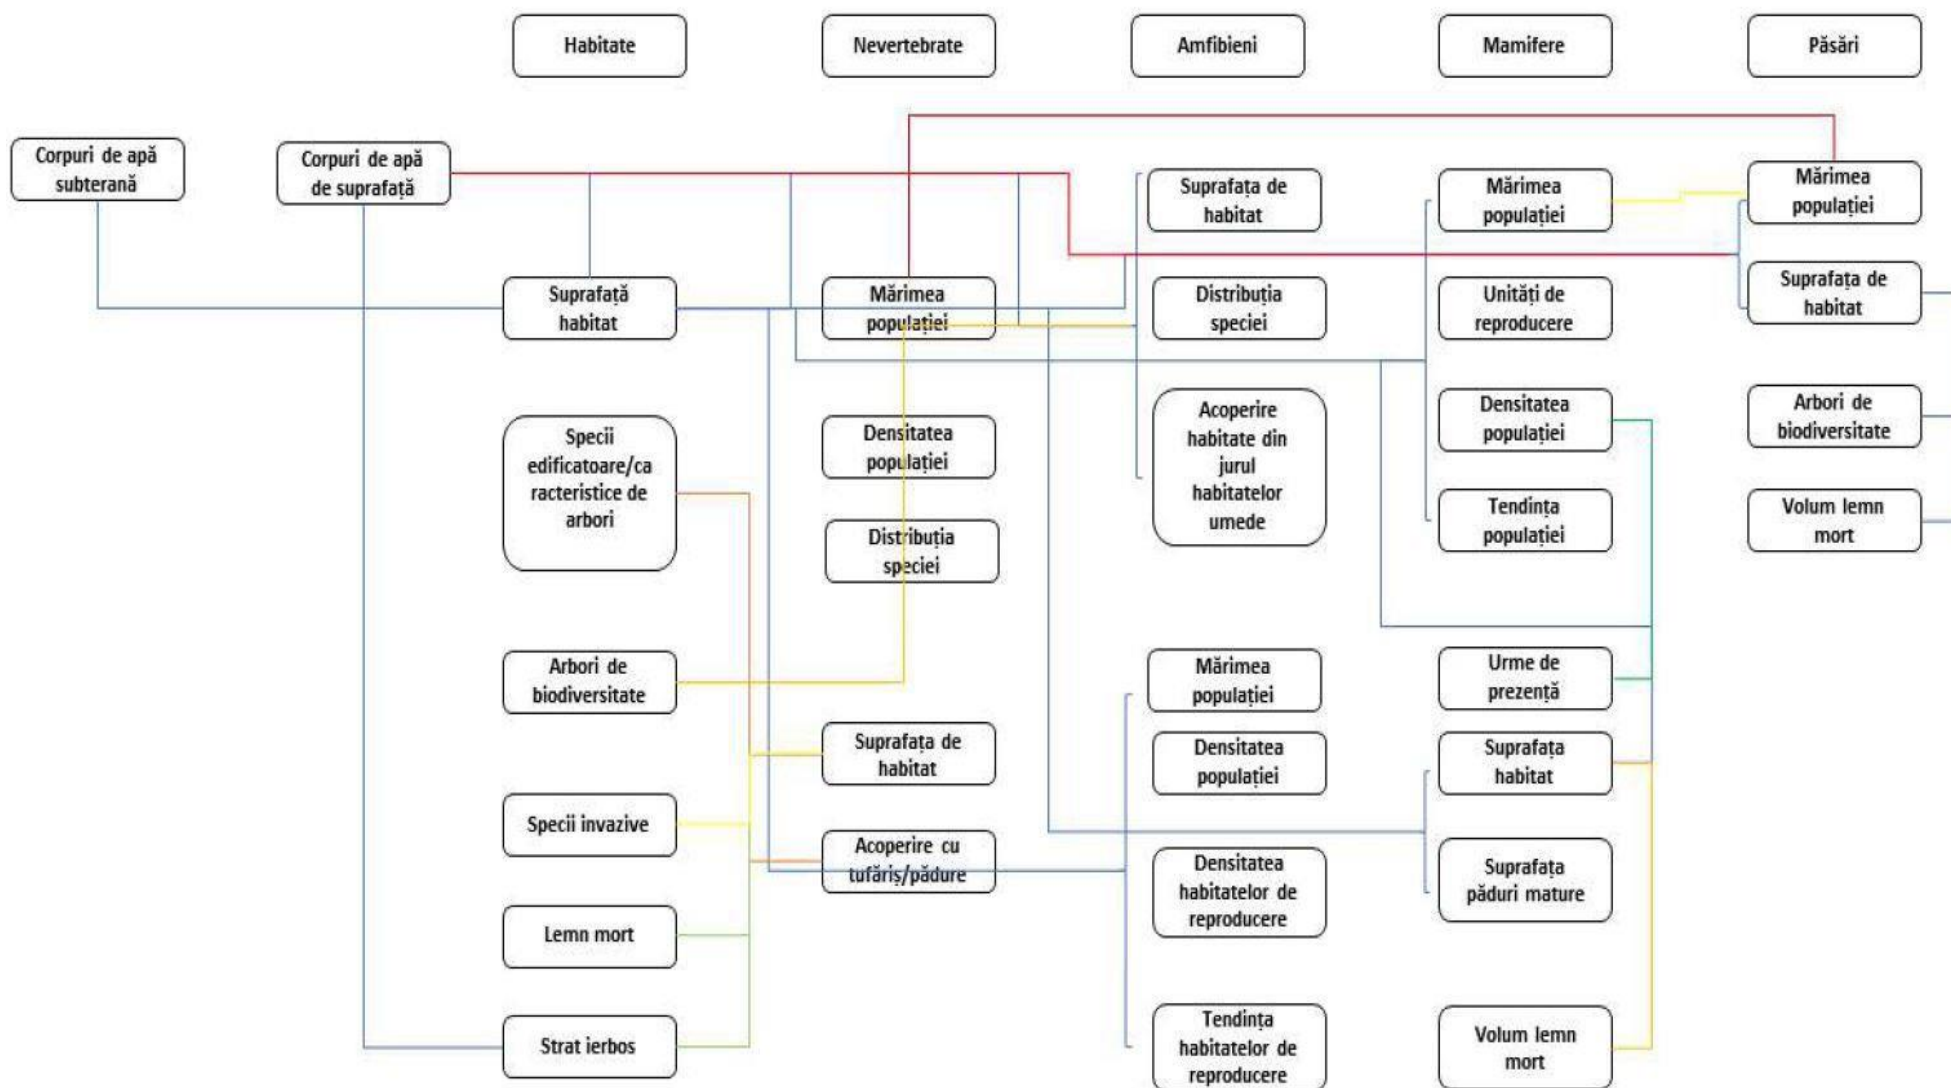 Habitate
Nevertebrate
Amfibieni
Mamifere
Păsări
Corpuri de apă
subterană
Corpuri de apă
de suprafață
Suprafață
habitat
Specii
edificatoare/ca
racteristice de
arbori
Arbori de
biodiversitate
Specii invazive
Lemn mort
Strat ierbos
Mărimea
populației
Densitatea
populației
Distribuția
speciei
Suprafața de
habitat
Acoperire cu
tufăriș/pădure
Suprafața de
habitat
Distribuția
speciei
Acoperire
habitate din
jurul
habitatelor
umede
Mărimea
populației
Densitatea
populației
Densitatea
habitatelor de
reproducere
Tendința
habitatelor de
reproducere
Mărimea
populației
Unități de
reproducere
Densitatea
populației
Tendința
populației
Urme de
prezență
Suprafața
habitat
Suprafața
păduri mature
Volum lemn
mort
Mărimea
populației
Suprafața de
habitat
Arbori de
biodiversitate
Volum lemn
mort